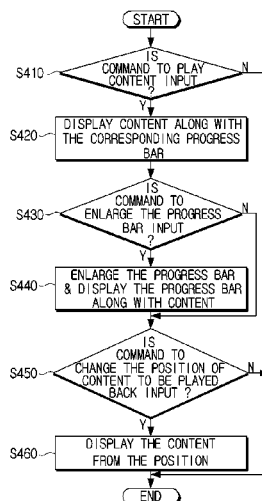 START
IS
COMMAND TO PLAY
CONTENT INPUT
?
S410
N
Y
DISPLAY CONTENT ALONG WITH
THE CORRESPONDING PROGRESS
BAR
S420
IS
COMMAND TO
ENLARGE THE PROGRESS
BAR INPUT
?
S430
N
Y
ENLARGE THE PROGRESS BAR
& DISPLAY THE PROGRESS BAR
ALONG WITH CONTENT
S440
IS
COMMAND TO
CHANGE THE POSITION OF
CONTENT TO BE PLAYED
BACK INPUT ?
S450
N
Y
DISPLAY THE CONTENT
FROM THE POSITION
S460
END